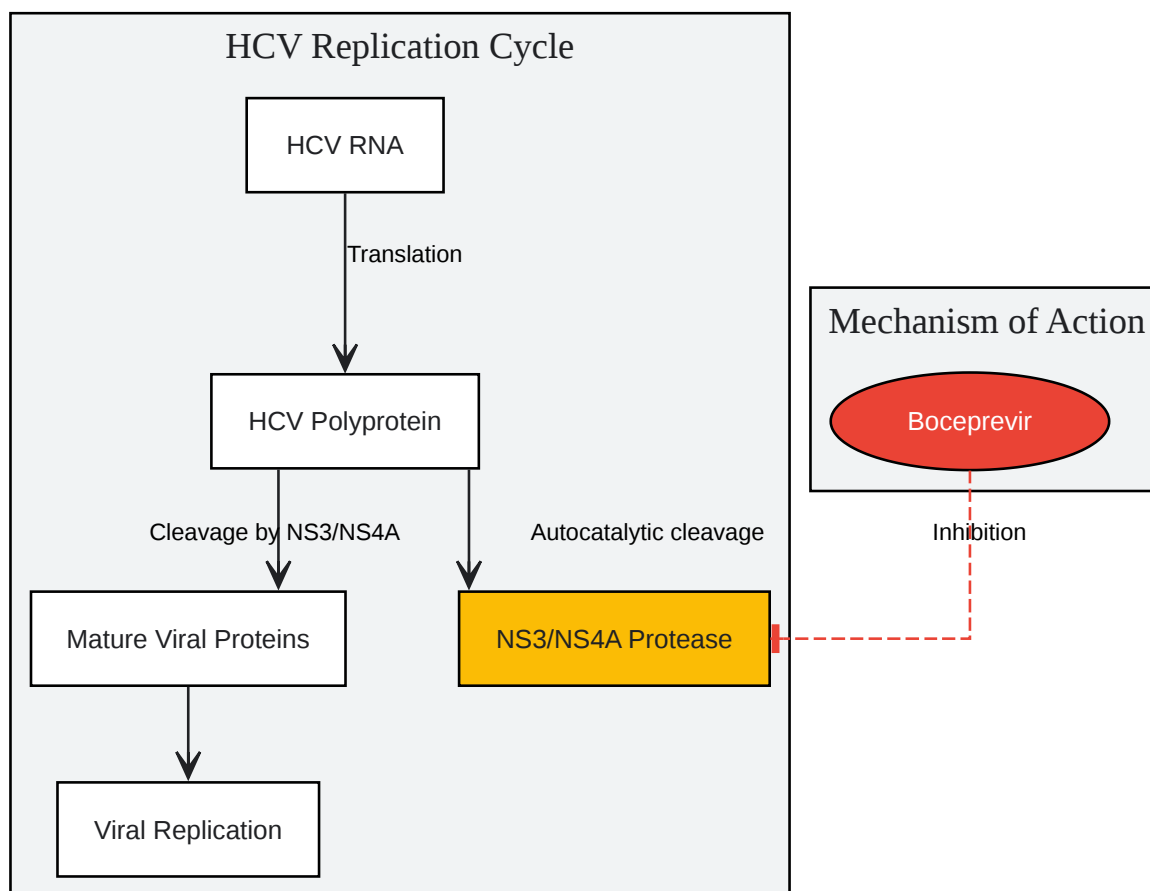 HCV Replication Cycle
HCV RNA
Translation
Mechanism of Action
HCV Polyprotein
Boceprevir
Cleavage by NS3/NS4A
Autocatalytic cleavage
Inhibition
Mature Viral Proteins
NS3/NS4A Protease
Viral Replication